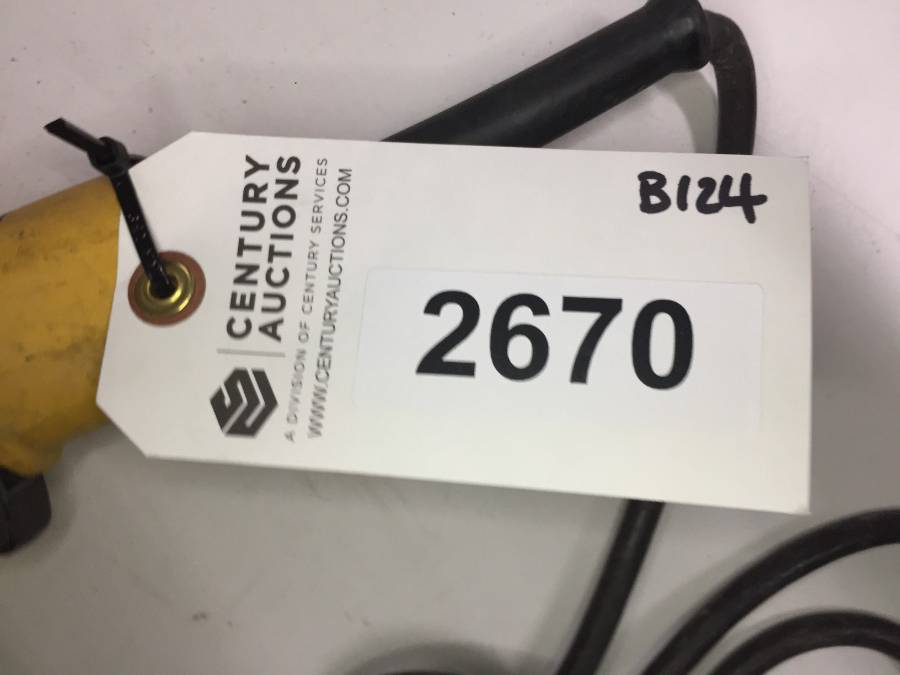 CENTURY
AUCTIONS
A DIVISION OF CENTURY SERVICES
WWW.CENTURYAUCTIONS.COM
B124
2670